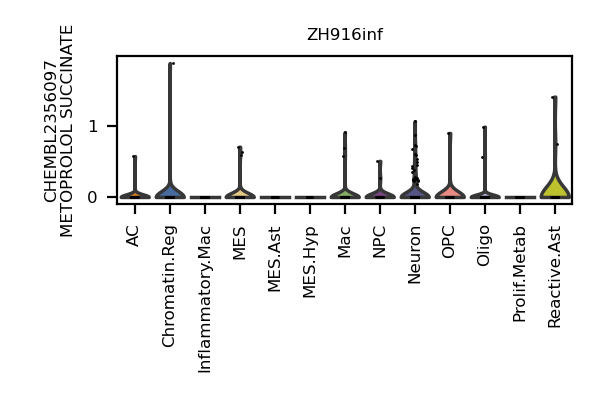 ZH916inf
CHEMBL2356097
METOPROLOL SUCCINATE
1
0
AC
Chromatin.Reg
Inflammatory.Mac
MES
MES.Ast
MES.Hyp
Mac
NPC
Neuron
OPC
Oligo
Prolif.Metab
Reactive.Ast